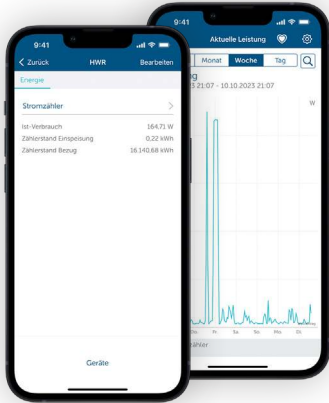 9:41
Zurück HWR Bearbeiten
Energie
Stromzähler
Ist-Verbrauch 164,71 W
Zählerstand Einspeisung 0,22 kWh
Zählerstand Bezug 16.140,68 kWh
Geräte
9:41
Aktuelle Leistung
Monat Woche Tag
21:07 - 10.10.2023 21:07
W
Fr. Sa. So. Mo. Di.